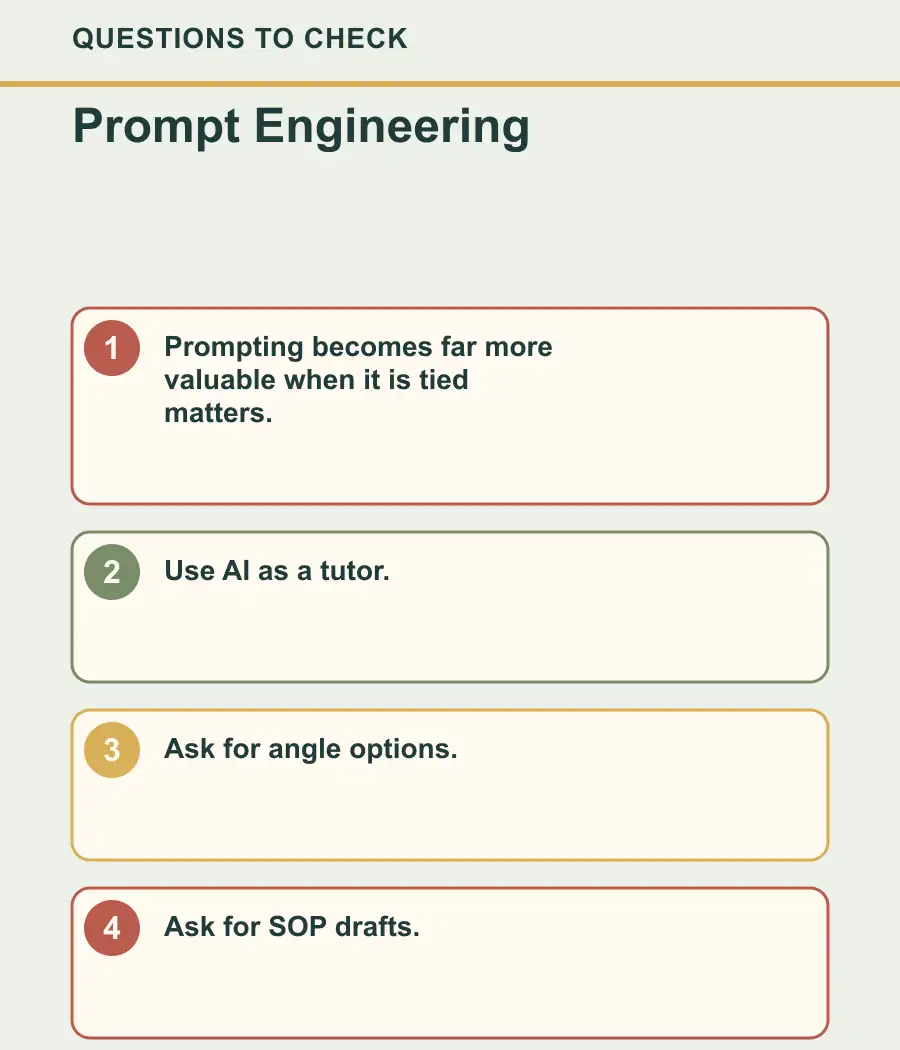 QUESTIONS TO CHECK
Prompt Engineering
1
Prompting becomes far more
valuable when it is tied
matters.
2
Use AI as a tutor.
3
Ask for angle options.
4
Ask for SOP drafts.